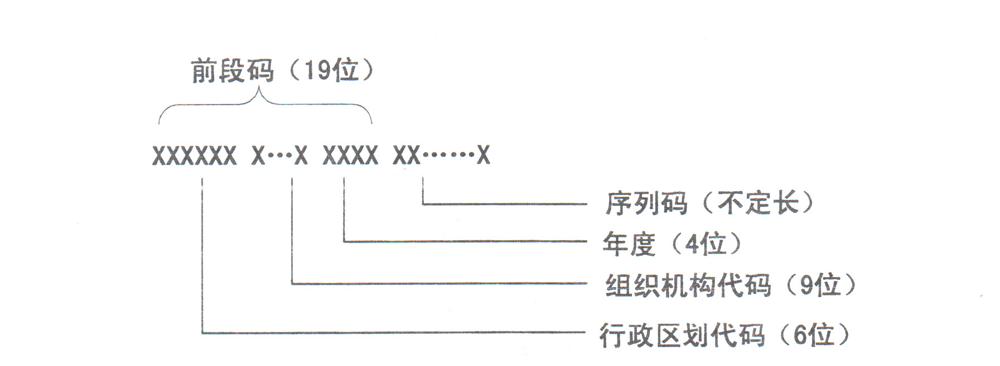 前段码（19位）
XXXXXX X…X XXXX XX……X
序列码（不定长）
年度（4位）
组织机构代码（9位）
行政区划代码（6位）